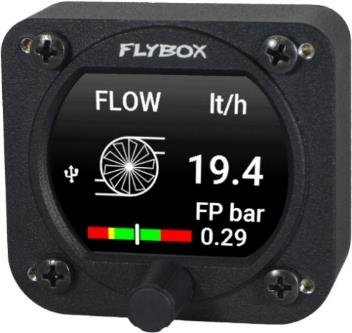 FLYBOX
FLOW lt/h
19.4
FP bar
0.29